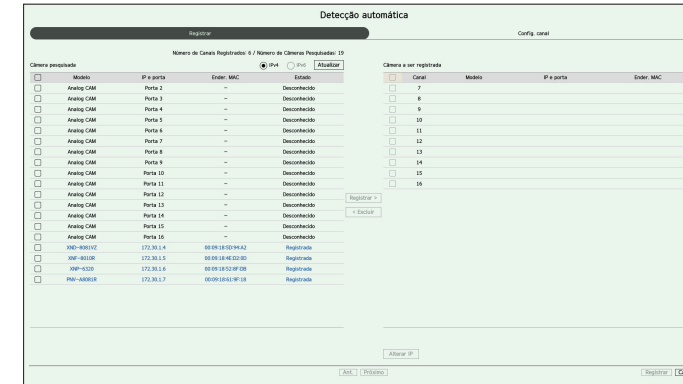 Detecção automática
Registrar Config. canal
Número de Canais Registrados: 6 / Número de Câmeras Pesquisadas: 19
Câmera pesquisada IPv4 IPv6 Atualizar Câmera a ser registrada
Modelo IP e porta Ender. MAC Estado Canal Modelo IP e porta Ender. MAC
Analog CAM Porta 2 – Desconhecido 7
Analog CAM Porta 3 – Desconhecido 8
Analog CAM Porta 4 – Desconhecido 9
Analog CAM Porta 5 – Desconhecido 10
Analog CAM Porta 6 – Desconhecido 11
Analog CAM Porta 7 – Desconhecido 12
Analog CAM Porta 8 – Desconhecido 13
Analog CAM Porta 9 – Desconhecido 14
Analog CAM Porta 10 – Desconhecido 15
Analog CAM Porta 11 – Desconhecido 16
Analog CAM Porta 12 – Desconhecido
Registrar >
Analog CAM Porta 13 – Desconhecido
Analog CAM Porta 14 – Desconhecido
< Excluir
Analog CAM Porta 15 – Desconhecido
Analog CAM Porta 16 – Desconhecido
XND-8081VZ 172.30.1.4 00:09:18:5D:94:A2 Registrada
XNF-8010R 172.30.1.5 00:09:18:4E:D2:0D Registrada
XNP-6320 172.30.1.6 00:09:18:52:8F:DB Registrada
PNV-A8081R 172.30.1.7 00:09:18:61:9F:18 Registrada
Alterar IP
Ant. Próximo Registrar